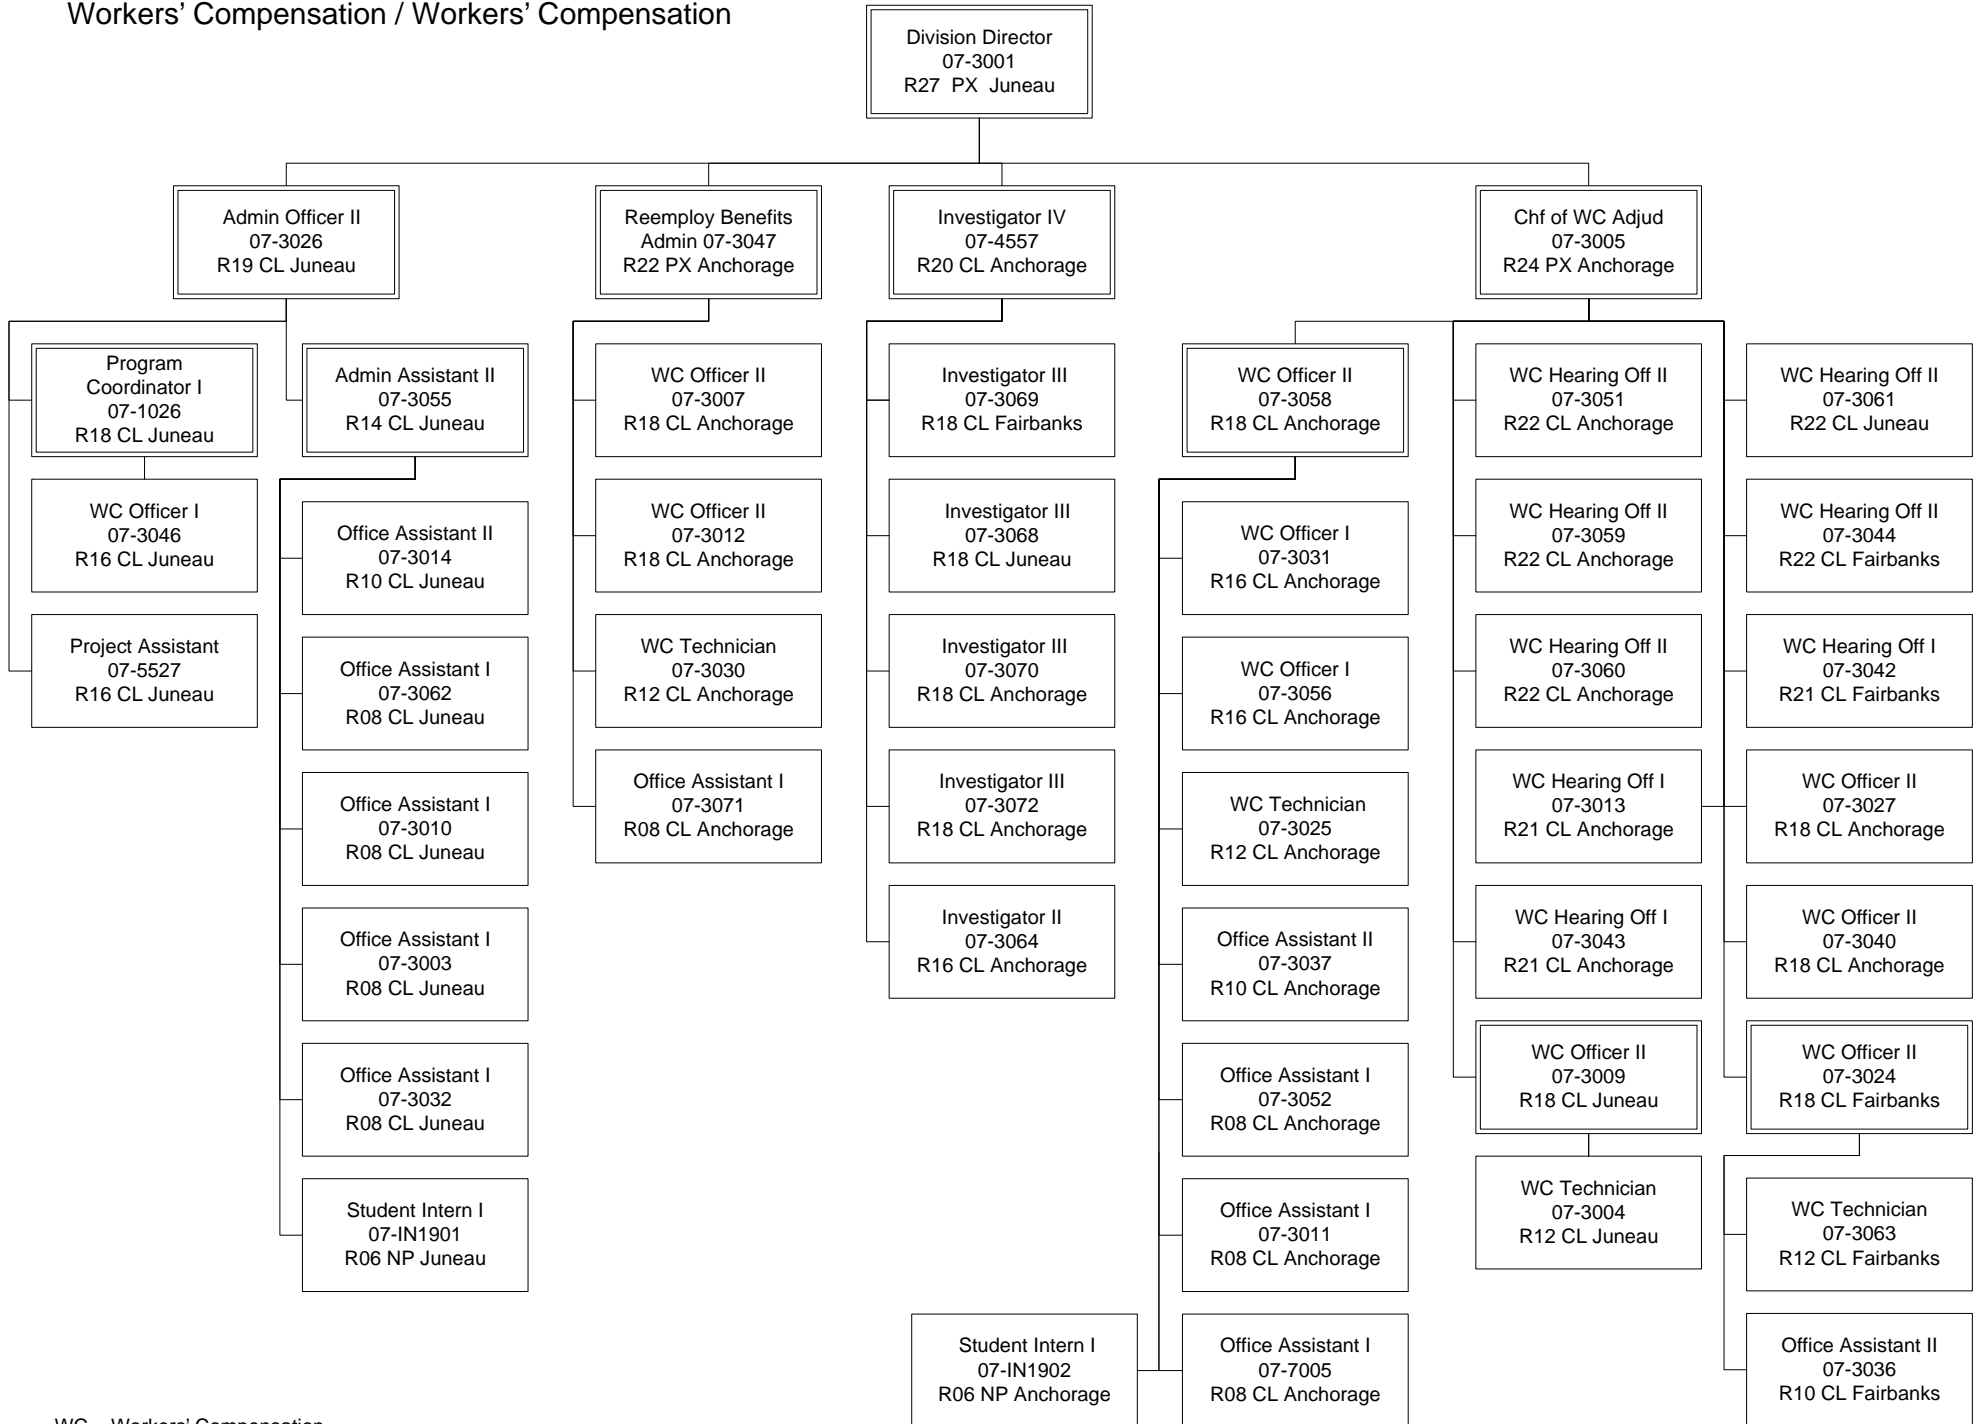 Workers' Compensation / Workers' Compensation
Division Director
07-3001
R27 PX Juneau
Admin Officer II
07-3026
R19 CL Juneau
Reemploy Benefits
Admin 07-3047
R22 PX Anchorage
Investigator IV
07-4557
R20 CL Anchorage
Chf of WC Adjud
07-3005
R24 PX Anchorage
Program
Coordinator I
07-1026
R18 CL Juneau
WC Officer I
07-3046
R16 CL Juneau
Project Assistant
07-5527
R16 CL Juneau
Admin Assistant II
07-3055
R14 CL Juneau
Office Assistant II
07-3014
R10 CL Juneau
Office Assistant I
07-3062
R08 CL Juneau
Office Assistant I
07-3010
R08 CL Juneau
Office Assistant I
07-3003
R08 CL Juneau
Office Assistant I
07-3032
R08 CL Juneau
Student Intern I
07-IN1901
R06 NP Juneau
WC Officer II
07-3007
R18 CL Anchorage
WC Officer II
07-3012
R18 CL Anchorage
WC Technician
07-3030
R12 CL Anchorage
Office Assistant I
07-3071
R08 CL Anchorage
Investigator III
07-3069
R18 CL Fairbanks
Investigator III
07-3068
R18 CL Juneau
Investigator III
07-3070
R18 CL Anchorage
Investigator III
07-3072
R18 CL Anchorage
Investigator II
07-3064
R16 CL Anchorage
WC Officer II
07-3058
R18 CL Anchorage
WC Officer I
07-3031
R16 CL Anchorage
WC Officer I
07-3056
R16 CL Anchorage
WC Technician
07-3025
R12 CL Anchorage
Office Assistant II
07-3037
R10 CL Anchorage
Office Assistant I
07-3052
R08 CL Anchorage
Office Assistant I
07-3011
R08 CL Anchorage
Student Intern I
07-IN1902
R06 NP Anchorage
Office Assistant I
07-7005
R08 CL Anchorage
WC Hearing Off II
07-3051
R22 CL Anchorage
WC Hearing Off II
07-3059
R22 CL Anchorage
WC Hearing Off II
07-3060
R22 CL Anchorage
WC Hearing Off I
07-3013
R21 CL Anchorage
WC Hearing Off I
07-3043
R21 CL Anchorage
WC Officer II
07-3009
R18 CL Juneau
WC Technician
07-3004
R12 CL Juneau
WC Hearing Off II
07-3061
R22 CL Juneau
WC Hearing Off II
07-3044
R22 CL Fairbanks
WC Hearing Off I
07-3042
R21 CL Fairbanks
WC Officer II
07-3027
R18 CL Anchorage
WC Officer II
07-3040
R18 CL Anchorage
WC Officer II
07-3024
R18 CL Fairbanks
WC Technician
07-3063
R12 CL Fairbanks
Office Assistant II
07-3036
R10 CL Fairbanks